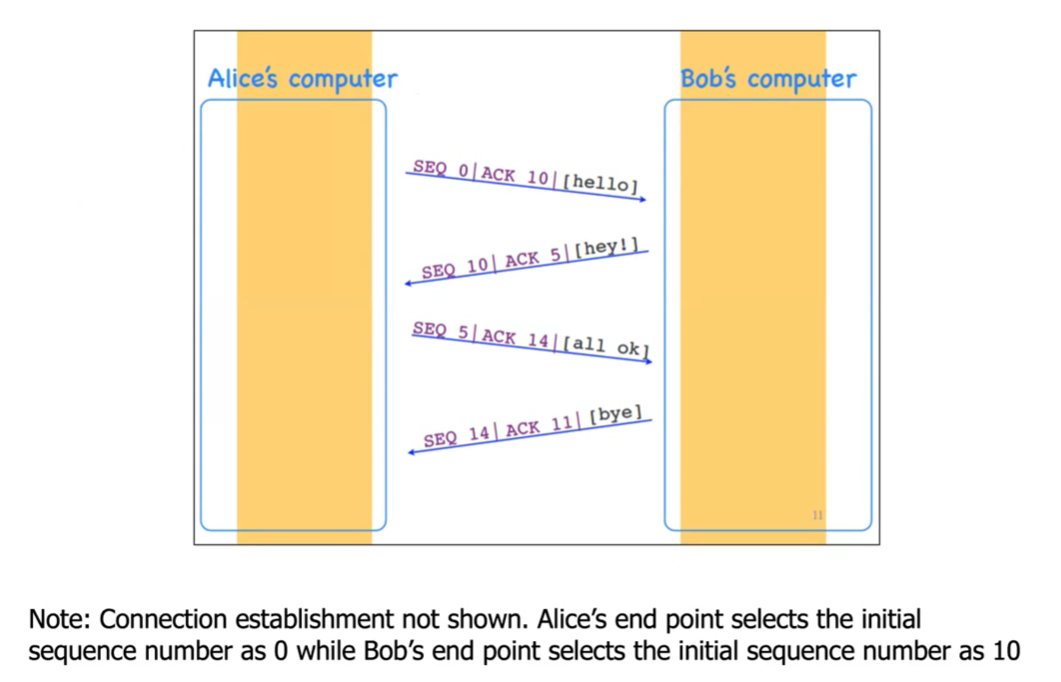 Alice's computer
Bob's computer
SEQ 0|ACK 10|[hello]
SEQ 10| ACK 5|[hey!]
SEQ 5|ACK 14|[all ok]
SEQ 14| ACK 11| [bye]
11
Note: Connection establishment not shown. Alice’s end point selects the initial
sequence number as 0 while Bob’s end point selects the initial sequence number as 10